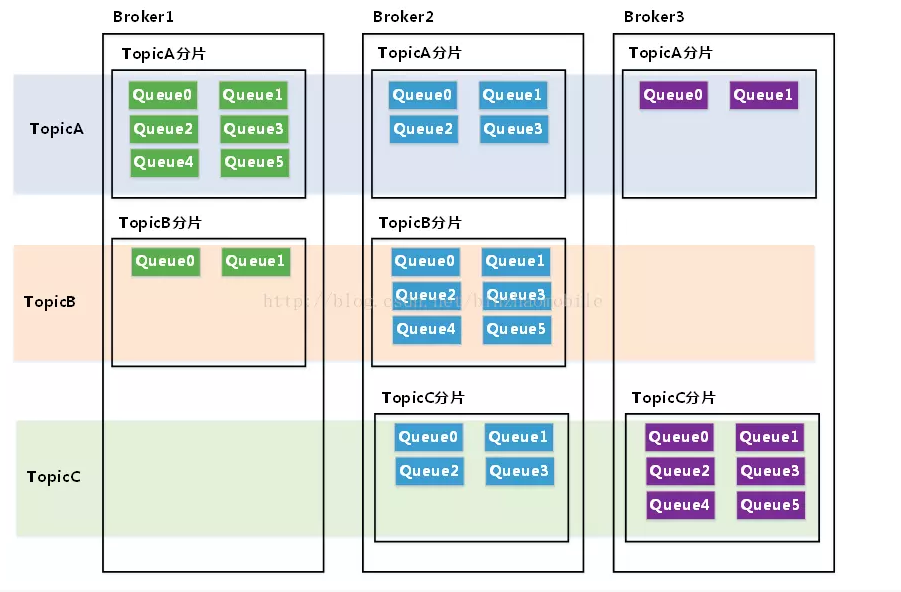 Broker1 Broker2 Broker3
TopicA分片 TopicA分片 TopicA分片
Queue0 Queue1 Queue0 Queue1 Queue0 Queue1
TopicA Queue2 Queue3 Queue2 Queue3
Queue4 Queue5
TopicB分片 TopicB分片
Queue0 Queue1 Queue0 Queue1
TopicB Queue2 Queue3
http://blog.csdn.net/binzhaomobile
Queue4 Queue5
TopicC分片 TopicC分片
Queue0 Queue1 Queue0 Queue1
TopicC Queue2 Queue3 Queue2 Queue3
Queue4 Queue5